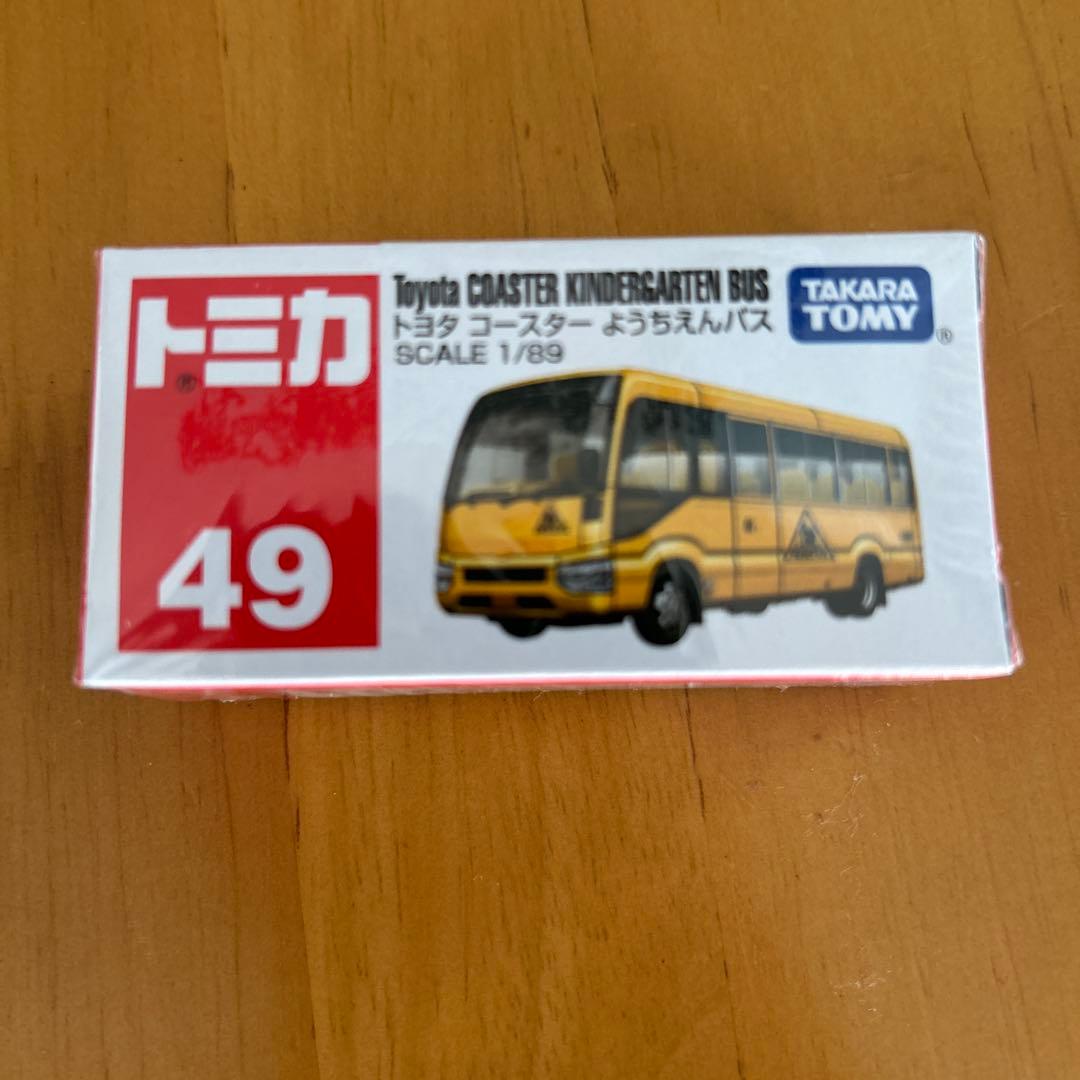 トミカ®
49
Toyota COASTER KINDERGARTEN BUS
トヨタ コースター ようちえんバス
SCALE 1/89
TAKARA
TOMY®